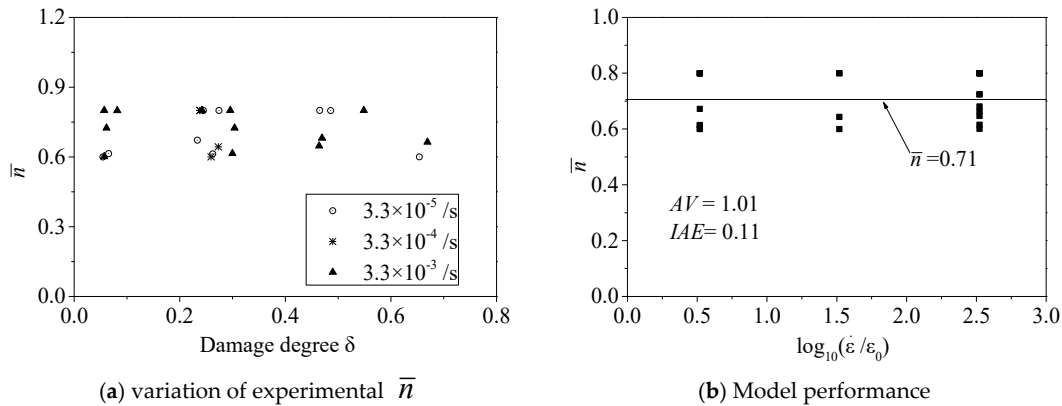 1.2
0.9
0.6
0.3
0.0
n̅
0.0 0.2 0.4 0.6 0.8
Damage degree δ
○ 3.3×10⁻⁵ /s
✳ 3.3×10⁻⁴ /s
▲ 3.3×10⁻³ /s
(a) variation of experimental n̅
1.0
0.8
0.6
0.4
0.2
0.0
n̅
n̅ =0.71
AV = 1.01
IAE= 0.11
0.0 0.5 1.0 1.5 2.0 2.5 3.0
log₁₀(ε̇ /ε₀)
(b) Model performance